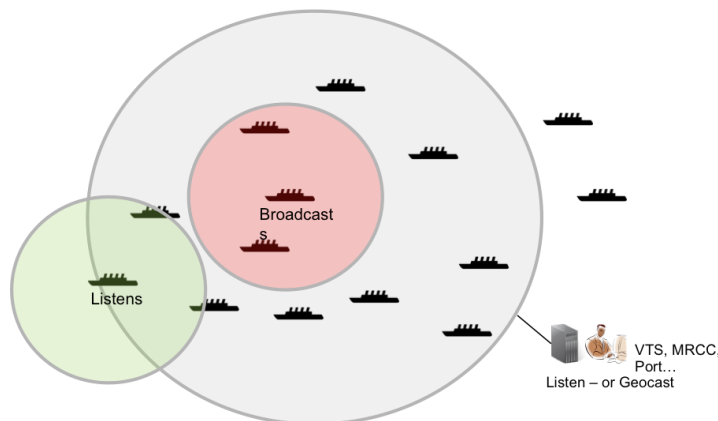 Broadcast
s
Listens
VTS, MRCC,
Port…
Listen – or Geocast